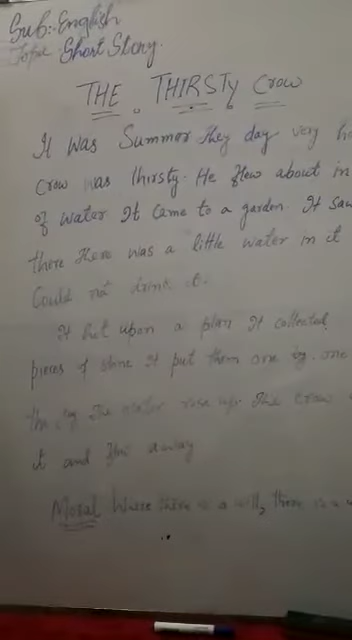 Sub:- English
Topic Short Story
THE THIRSTY Crow
It was Summer they day very
crow was thirsty. He flew about in
of water It Came to a garden. It saw
there there was a little water in it
Could not drink it.
It hit upon a plan It collected
pieces of stone It put them one by one
the water rise up the crow
it and flew away
Moral Where there is a will, there is a